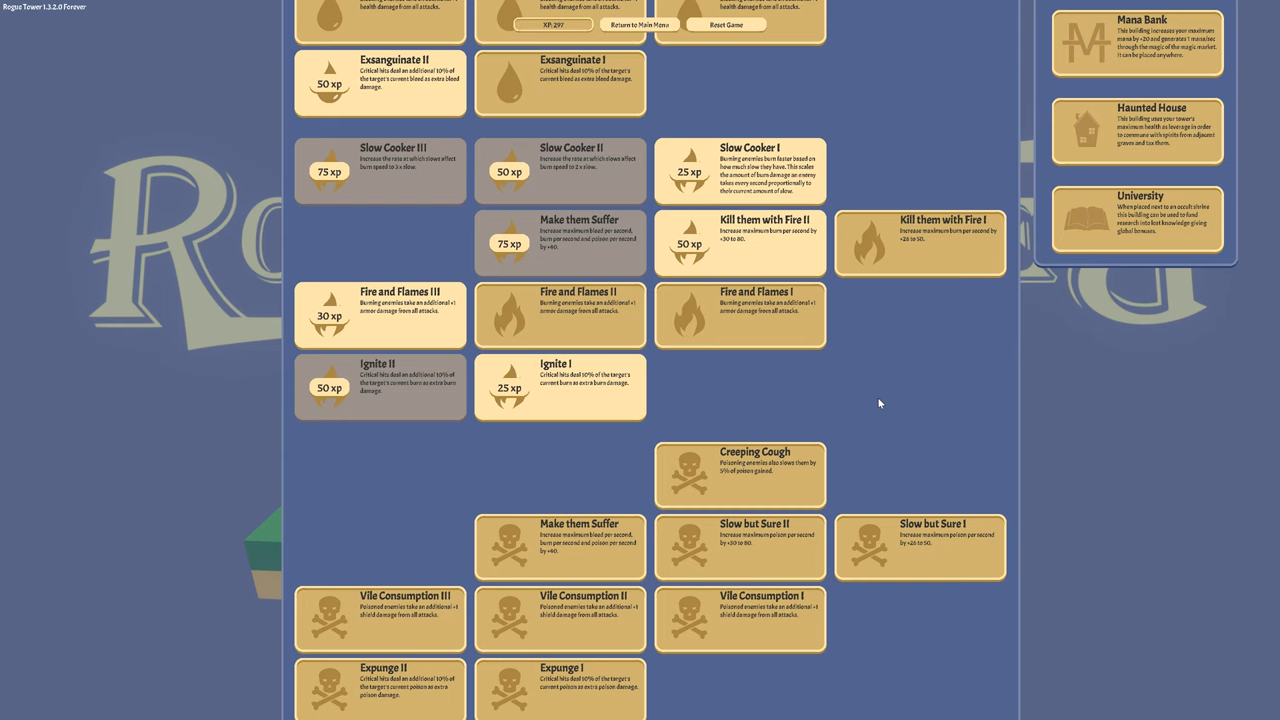 Rogue Tower 1.3.2.0 Forever
health damage from all attacks.
health damage from all attacks.
health damage from all attacks.
XP: 297
Return to Main Menu
Reset Game
Exsanguinate II
50 xp
Critical hits deal an additional 10% of
the target's current bleed as extra bleed
damage.
Exsanguinate I
Critical hits deal 10% of the target's
current bleed as extra bleed damage.
Slow Cooker III
75 xp
Increase the rate at which slows affect
burn speed to 3 x slow.
Slow Cooker II
50 xp
Increase the rate at which slows affect
burn speed to 2 x slow.
Slow Cooker I
25 xp
Burning enemies burn faster based on
how much slow they have. This scales
the amount of burn damage an enemy
takes every second proportionally to
their current amount of slow.
Make them Suffer
75 xp
Increase maximum bleed per second,
burn per second and poison per second
by +40.
Kill them with Fire II
50 xp
Increase maximum burn per second by
+30 to 80.
Kill them with Fire I
Increase maximum burn per second by
+26 to 50.
Fire and Flames III
30 xp
Burning enemies take an additional +1
armor damage from all attacks.
Fire and Flames II
Burning enemies take an additional +1
armor damage from all attacks.
Fire and Flames I
Burning enemies take an additional +1
armor damage from all attacks.
Ignite II
50 xp
Critical hits deal an additional 10% of
the target's current burn as extra burn
damage.
Ignite I
25 xp
Critical hits deal 10% of the target's
current burn as extra burn damage.
Creeping Cough
Poisoning enemies also slows them by
5% of poison gained.
Make them Suffer
Increase maximum bleed per second,
burn per second and poison per second
by +40.
Slow but Sure II
Increase maximum poison per second
by +30 to 80.
Slow but Sure I
Increase maximum poison per second
by +26 to 50.
Vile Consumption III
Poisoned enemies take an additional +1
shield damage from all attacks.
Vile Consumption II
Poisoned enemies take an additional +1
shield damage from all attacks.
Vile Consumption I
Poisoned enemies take an additional +1
shield damage from all attacks.
Expunge II
Critical hits deal an additional 10% of
the target's current poison as extra
poison damage.
Expunge I
Critical hits deal 10% of the target's
current poison as extra poison damage.
Mana Bank
This building increases your maximum
mana by +20 and generates 1 mana/sec
through the magic of the magic market.
It can be placed anywhere.
Haunted House
This building uses your tower's
maximum health as leverage in order
to commune with spirits from adjacent
graves and tax them.
University
When placed next to an occult shrine
this building can be used to fund
research into lost knowledge giving
global bonuses.